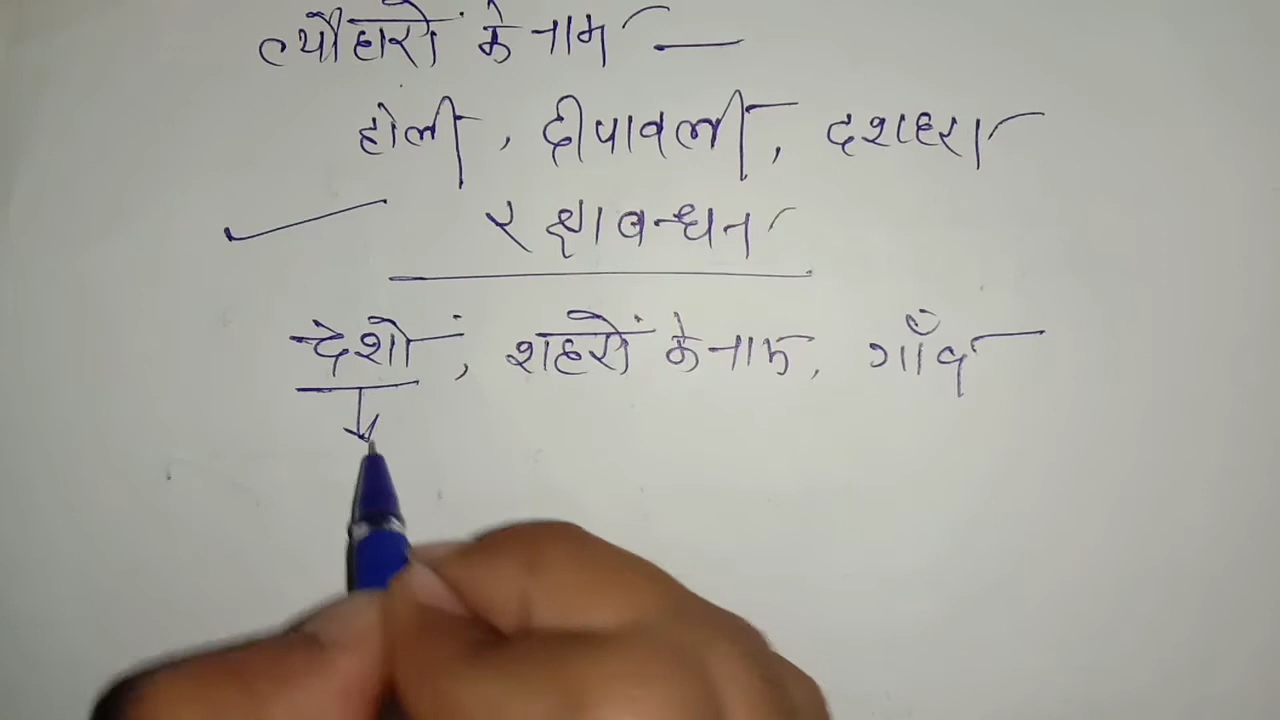 त्यौहारों के नाम —
होली, दीपावली, दशहरा
रक्षाबन्धन
देशों, शहरों के नाम, गाँव